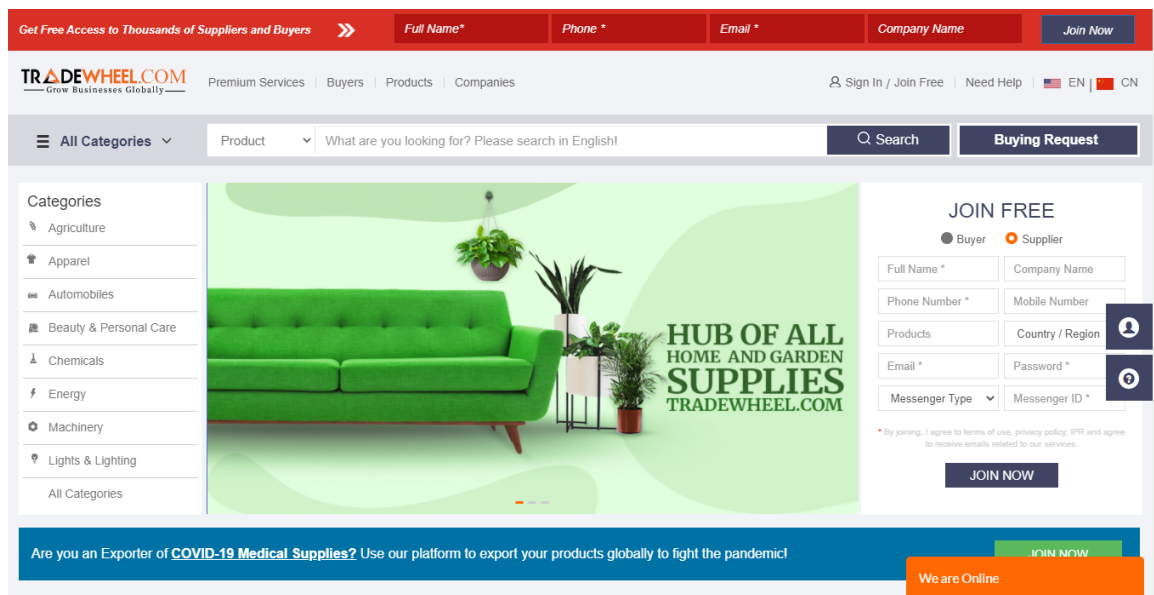 Get Free Access to Thousands of Suppliers and Buyers
Full Name*
Phone *
Email *
Company Name
Join Now
TRADEWHEEL.COM
Grow Businesses Globally
Premium Services | Buyers | Products | Companies
Sign In / Join Free | Need Help | EN | CN
All Categories
Product
What are you looking for? Please search in English!
Search
Buying Request
Categories
Agriculture
Apparel
Automobiles
Beauty & Personal Care
Chemicals
Energy
Machinery
Lights & Lighting
All Categories
HUB OF ALL
HOME AND GARDEN
SUPPLIES
TRADEWHEEL.COM
JOIN FREE
Buyer
Supplier
Full Name *
Company Name
Phone Number *
Mobile Number
Products
Country / Region
Email *
Password *
Messenger Type
Messenger ID *
* By joining, I agree to terms of use, privacy policy, IPR and agree
to receive emails related to our services.
JOIN NOW
Are you an Exporter of COVID-19 Medical Supplies? Use our platform to export your products globally to fight the pandemic!
JOIN NOW
We are Online